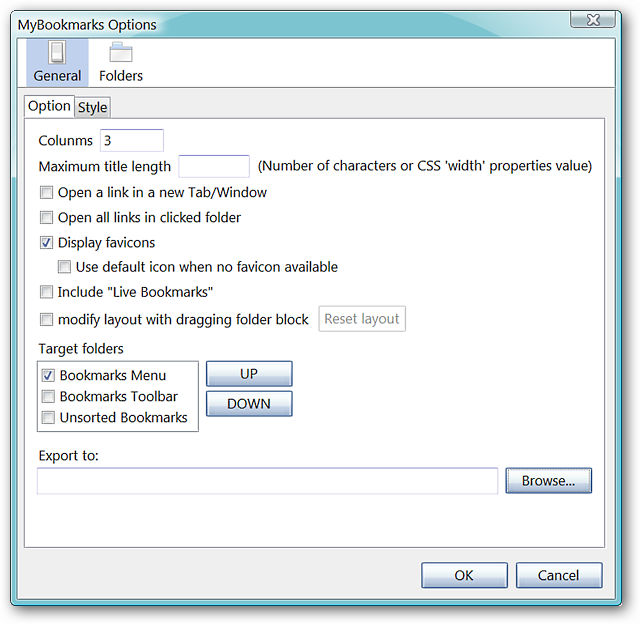 MyBookmarks Options
General Folders
Option Style
Colunms 3
Maximum title length (Number of characters or CSS 'width' properties value)
Open a link in a new Tab/Window
Open all links in clicked folder
Display favicons
Use default icon when no favicon available
Include "Live Bookmarks"
modify layout with dragging folder block Reset layout
Target folders
Bookmarks Menu UP
Bookmarks Toolbar DOWN
Unsorted Bookmarks
Export to:
Browse...
OK Cancel